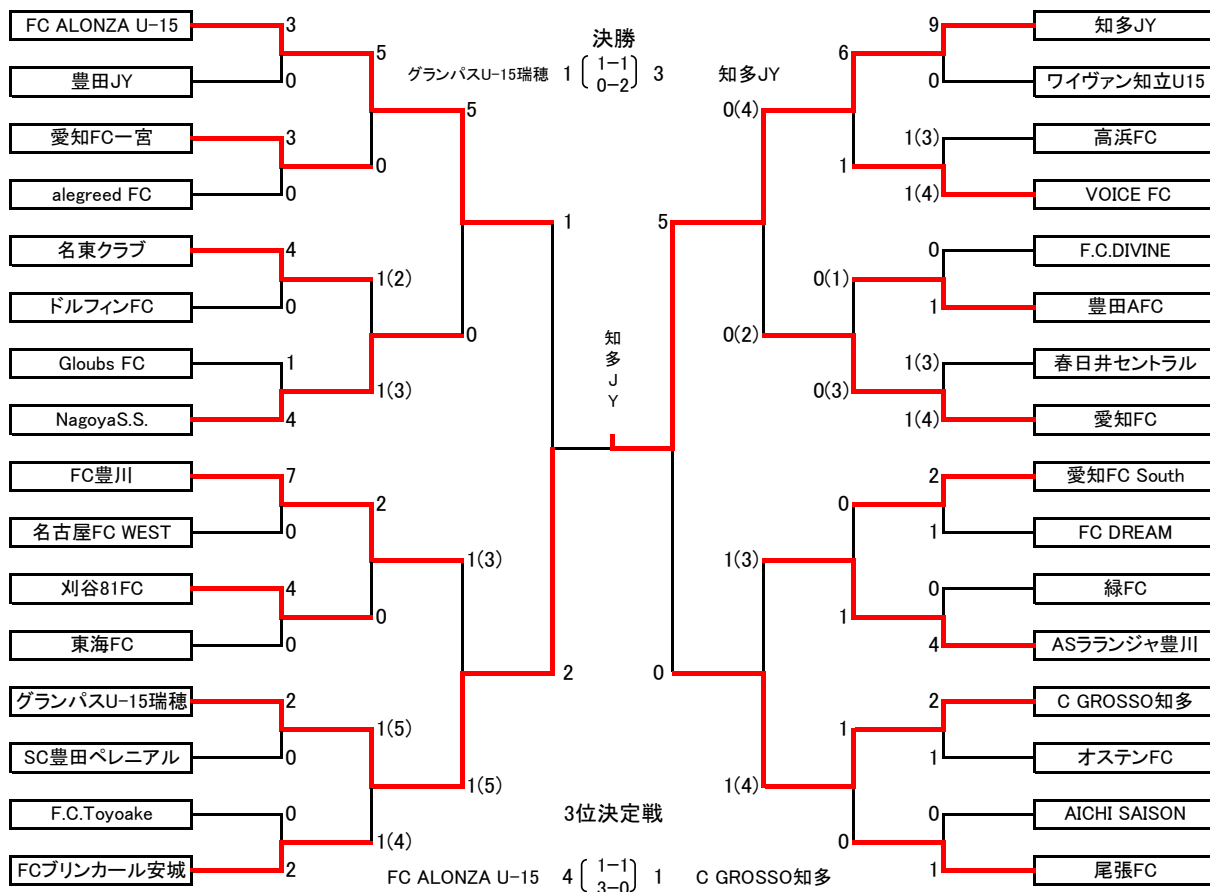 FC ALONZA U-15 3
豊田JY 0
5
愛知FC一宮 3
alegreed FC 0
0
5
名東クラブ 4
ドルフィンFC 0
1(2)
Gloubs FC 1
NagoyaS.S. 4
1(3)
0
1
FC豊川 7
名古屋FC WEST 0
2
刈谷81FC 4
東海FC 0
0
1(3)
グランパスU-15瑞穂 2
SC豊田ペレニアル 0
1(5)
F.C.Toyoake 0
FCブリンカール安城 2
1(4)
1(5)
2
決勝
グランパスU-15瑞穂 1 1-1 3 知多JY
0-2
知多JY
3位決定戦
FC ALONZA U-15 4 1-1 1 C GROSSO知多
3-0
9 知多JY
0 ワイヴァン知立U15
6
1(3) 高浜FC
1(4) VOICE FC
1
0(4)
0 F.C.DIVINE
1 豊田AFC
0(1)
1(3) 春日井セントラル
1(4) 愛知FC
0(3)
0(2)
5
2 愛知FC South
1 FC DREAM
0
0 緑FC
4 ASラランジャ豊川
1
1(3)
2 C GROSSO知多
1 オステンFC
1
0 AICHI SAISON
1 尾張FC
0
1(4)
0